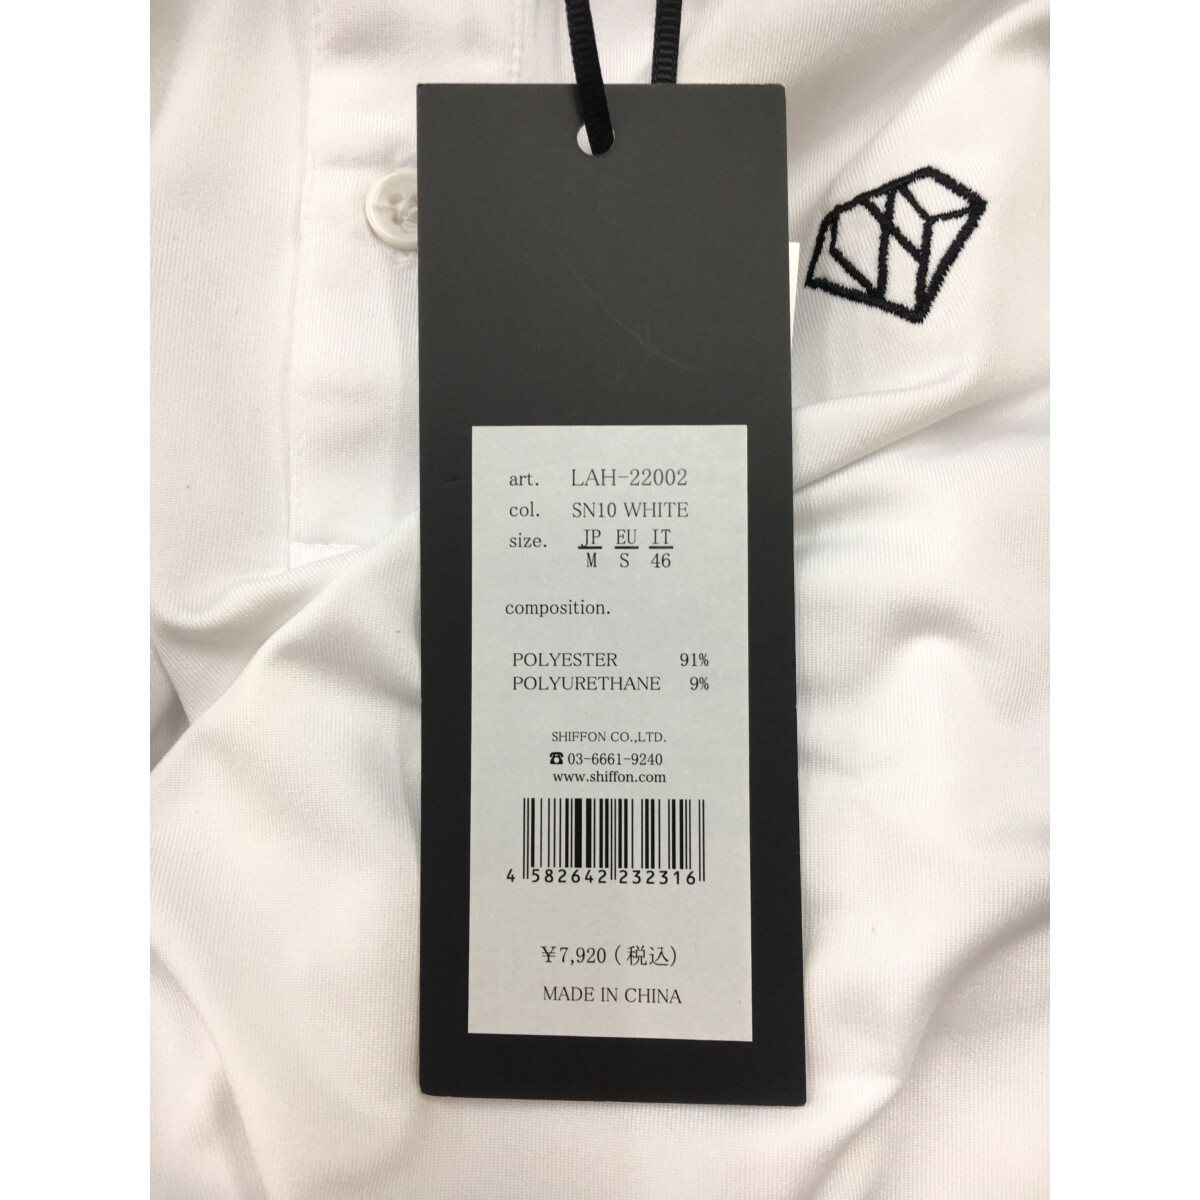 art. LAH-22002
col. SN10 WHITE
size. JP EU IT
M S 46
composition.
POLYESTER 91%
POLYURETHANE 9%
SHIFFON CO.,LTD.
☎ 03-6661-9240
www.shiffon.com
4 582642 232316
¥7,920 (税込)
MADE IN CHINA